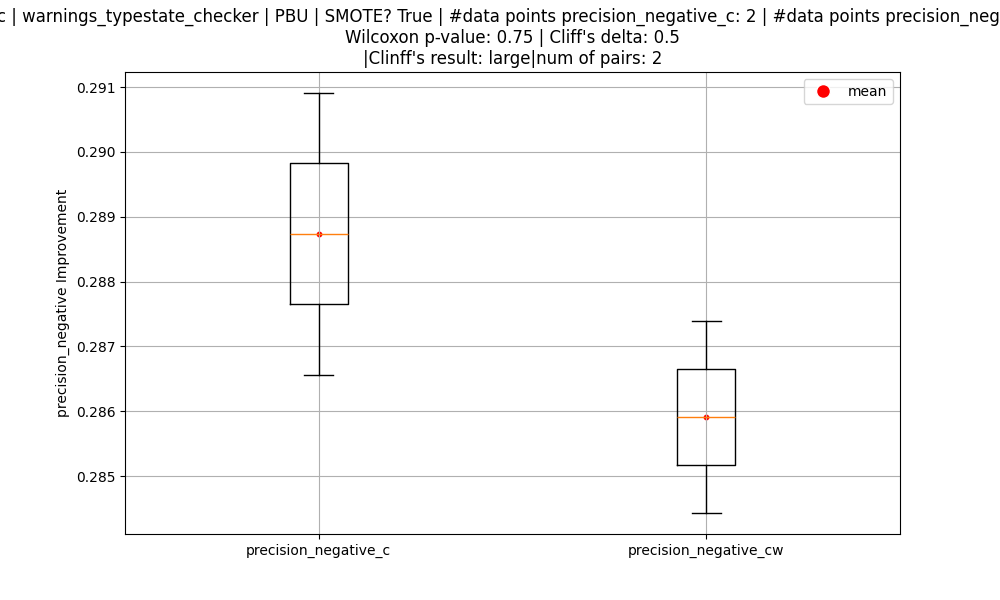 c | warnings_typestate_checker | PBU | SMOTE? True | #data points precision_negative_c: 2 | #data points precision_neg
Wilcoxon p-value: 0.75 | Cliff's delta: 0.5
|Clinff's result: large|num of pairs: 2
mean
0.291
0.290
0.289
0.288
0.287
0.286
0.285
precision_negative Improvement
precision_negative_c
precision_negative_cw